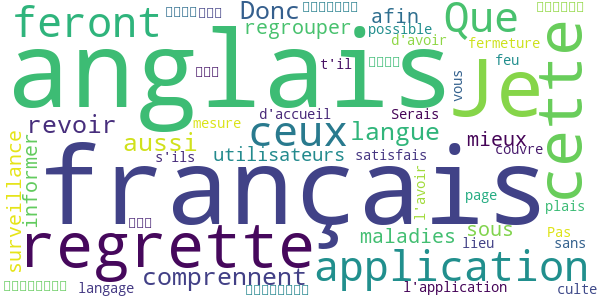 feront
Donc
afin
Que
regrouper
possible
d'avoir
fermeture
anglais
t'il
feu
Je
vous
cette
d'accueil
Serais
revoir
mesure
ceux
langue
mieux
aussi
couvre
informer
surveillance
s'ils
utilisateurs
satisfais
français
l'avoir
page
plais
sous
Pas
regrette
maladies
lieu
sans
comprennent
application
langage
l'application
culte